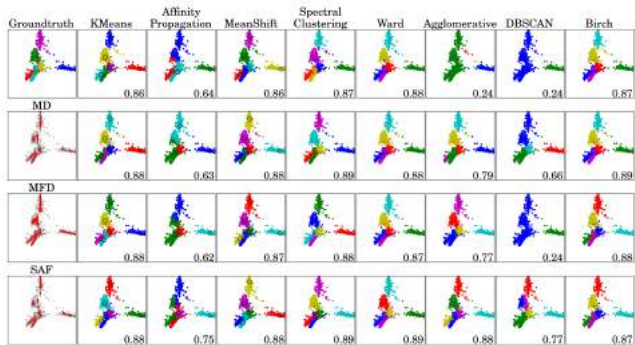 Groundtruth KMeans Affinity Propagation MeanShift Spectral Clustering Ward Agglomerative DBSCAN Birch
0.86 0.64 0.86 0.87 0.88 0.24 0.24 0.87
MD
0.88 0.63 0.88 0.89 0.88 0.79 0.66 0.89
MFD
0.88 0.62 0.87 0.88 0.87 0.77 0.24 0.88
SAF
0.88 0.75 0.88 0.89 0.89 0.88 0.77 0.87